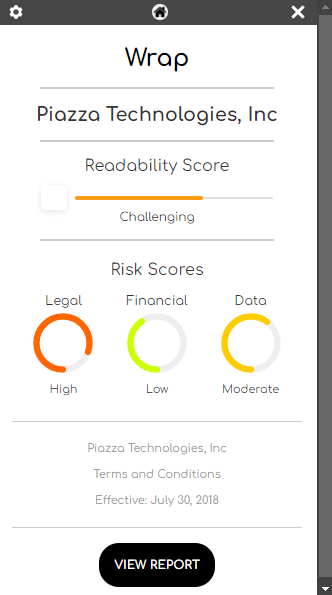 Wrap
Piazza Technologies, Inc
Readability Score
Challenging
Risk Scores
Legal Financial Data
High Low Moderate
Piazza Technologies, Inc
Terms and Conditions
Effective: July 30, 2018
VIEW REPORT